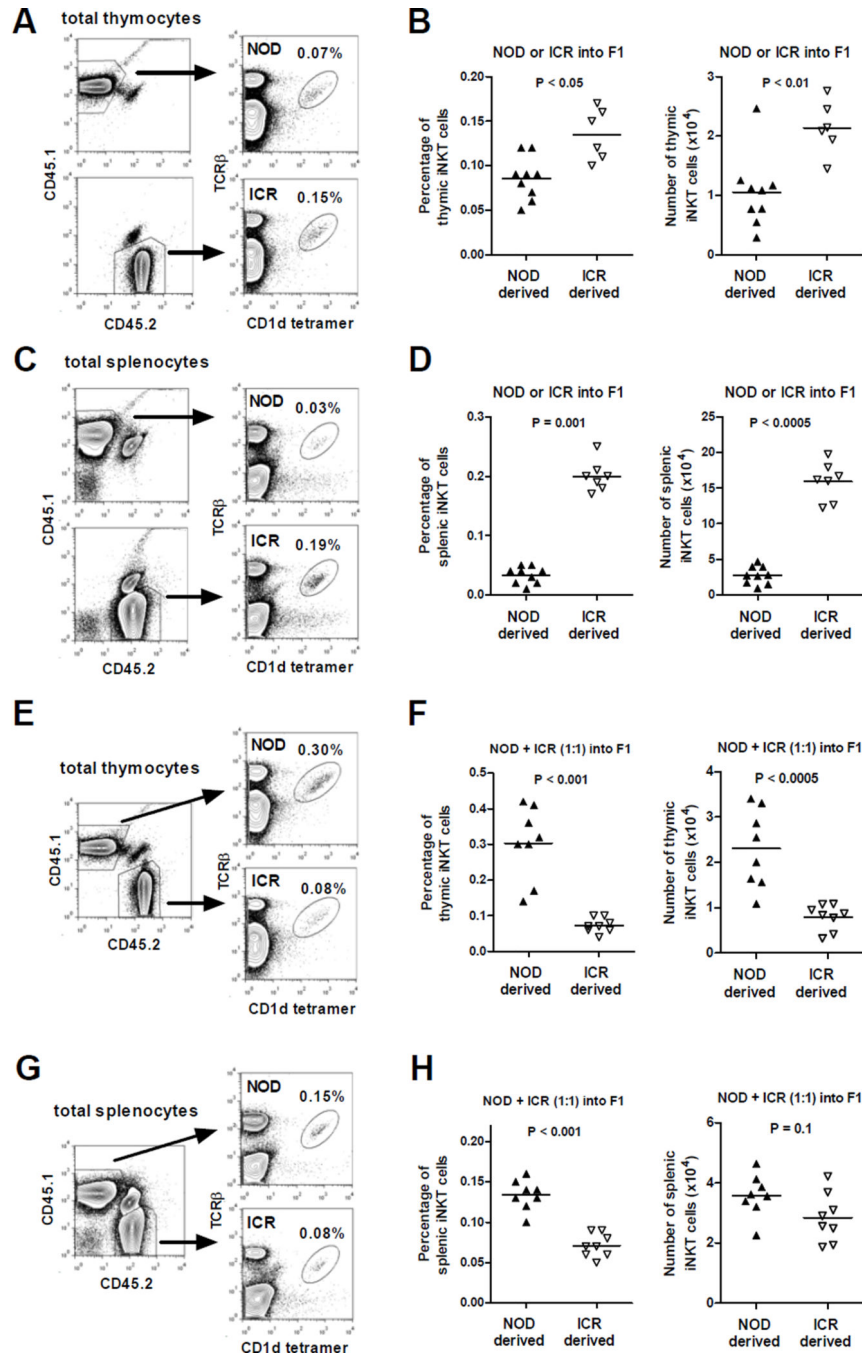 A
total thymocytes
CD45.1
CD45.2
NOD 0.07%
ICR 0.15%
TCRβ
CD1d tetramer
B
NOD or ICR into F1
P < 0.05
Percentage of
thymic iNKT cells
0.20
0.15
0.10
0.05
0.00
NOD
derived
ICR
derived
NOD or ICR into F1
P < 0.01
Number of thymic
iNKT cells (x10⁴)
3
2
1
0
NOD
derived
ICR
derived
C
total splenocytes
CD45.1
CD45.2
NOD 0.03%
ICR 0.19%
TCRβ
CD1d tetramer
D
NOD or ICR into F1
P = 0.001
Percentage of
splenic iNKT cells
0.3
0.2
0.1
0.0
NOD
derived
ICR
derived
NOD or ICR into F1
P < 0.0005
Number of splenic
iNKT cells (x10⁴)
25
20
15
10
5
0
NOD
derived
ICR
derived
E
total thymocytes
CD45.1
CD45.2
NOD 0.30%
ICR 0.08%
TCRβ
CD1d tetramer
F
NOD + ICR (1:1) into F1
P < 0.001
Percentage of
thymic iNKT cells
0.5
0.4
0.3
0.2
0.1
0.0
NOD
derived
ICR
derived
NOD + ICR (1:1) into F1
P < 0.0005
Number of thymic
iNKT cells (x10⁴)
4
3
2
1
0
NOD
derived
ICR
derived
G
total splenocytes
CD45.1
CD45.2
NOD
0.15%
ICR
0.08%
TCRβ
CD1d tetramer
H
NOD + ICR (1:1) into F1
P < 0.001
Percentage of
splenic iNKT cells
0.20
0.15
0.10
0.05
0.00
NOD
derived
ICR
derived
NOD + ICR (1:1) into F1
P = 0.1
Number of splenic
iNKT cells (x10⁴)
6
4
2
0
NOD
derived
ICR
derived